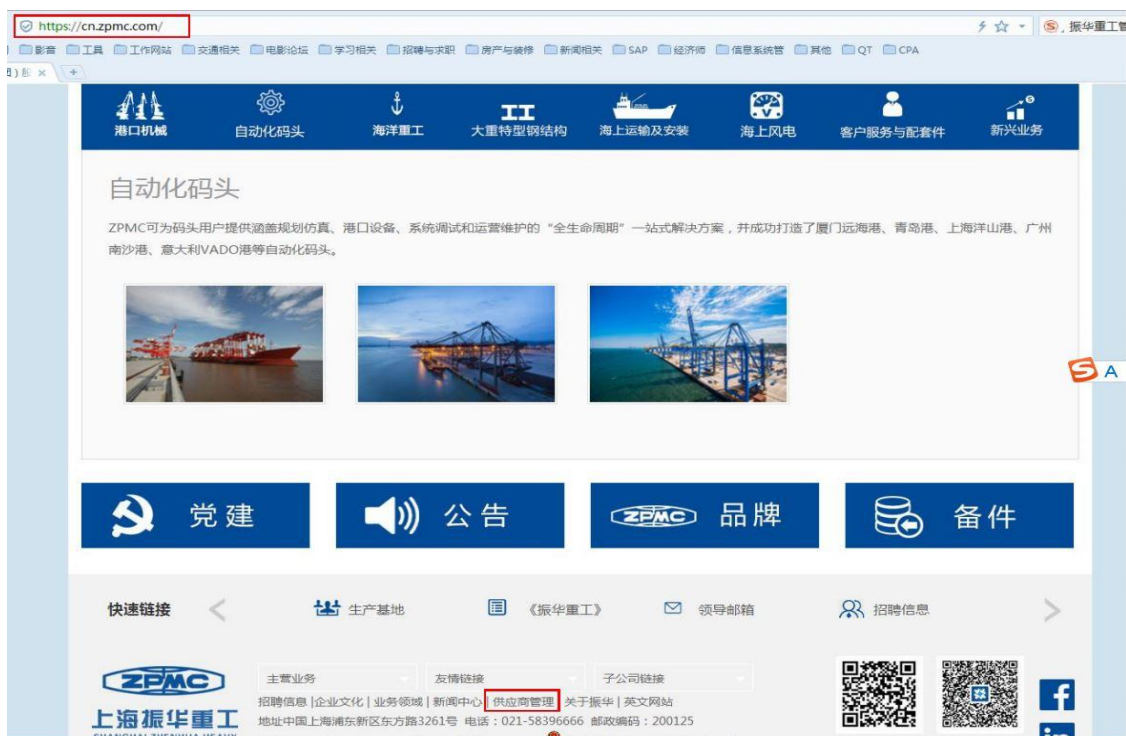 https://cn.zpmc.com/
振华重工管
影音 工具 工作网站 交通相关 电影论坛 学习相关 招聘与求职 房产与装修 新闻相关 SAP 经济师 信息系统管 其他 QT CPA
港口机械 自动化码头 海洋重工 大重特型钢结构 海上运输及安装 海上风电 客户服务与配套件 新兴业务
自动化码头
ZPMC可为码头用户提供涵盖规划仿真、港口设备、系统调试和运营维护的“全生命周期”一站式解决方案,并成功打造了厦门远海港、青岛港、上海洋山港、广州
南沙港、意大利VADO港等自动化码头。
A
党建 公告 ZPMC 品牌 备件
快速链接 生产基地 《振华重工》 领导邮箱 招聘信息
ZPMC
主营业务 友情链接 子公司链接
招聘信息 |企业文化 | 业务领域 | 新闻中心 | 供应商管理 | 关于振华 | 英文网站
上海振华重工 地址中国上海浦东新区东方路3261号 电话:021-58396666 邮政编码:200125